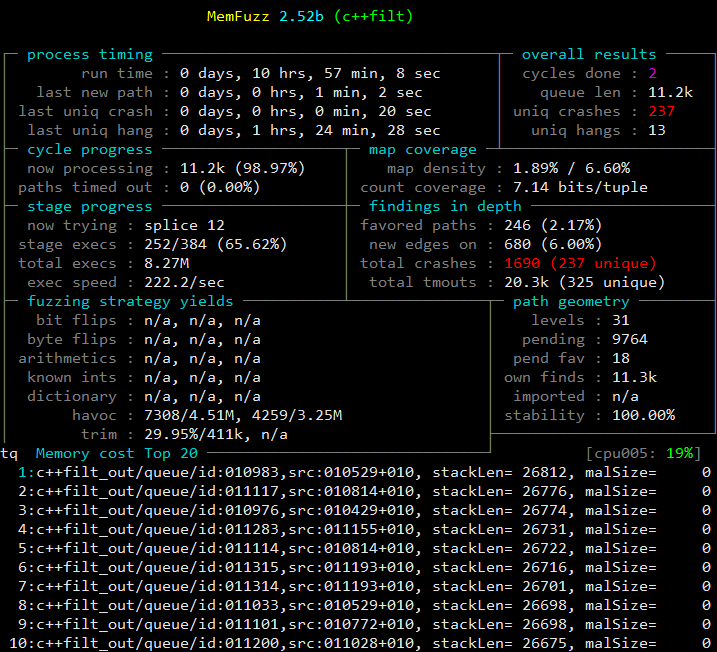 MemFuzz 2.52b (c++filt)
process timing overall results
run time : 0 days, 10 hrs, 57 min, 8 sec cycles done : 2
last new path : 0 days, 0 hrs, 1 min, 2 sec queue len : 11.2k
last uniq crash : 0 days, 0 hrs, 0 min, 20 sec uniq crashes : 237
last uniq hang : 0 days, 1 hrs, 24 min, 28 sec uniq hangs : 13
cycle progress map coverage
now processing : 11.2k (98.97%) map density : 1.89% / 6.60%
paths timed out : 0 (0.00%) count coverage : 7.14 bits/tuple
stage progress findings in depth
now trying : splice 12 favored paths : 246 (2.17%)
stage execs : 252/384 (65.62%) new edges on : 680 (6.00%)
total execs : 8.27M total crashes : 1690 (237 unique)
exec speed : 222.2/sec total tmouts : 20.3k (325 unique)
fuzzing strategy yields path geometry
bit flips : n/a, n/a, n/a levels : 31
byte flips : n/a, n/a, n/a pending : 9764
arithmetics : n/a, n/a, n/a pend fav : 18
known ints : n/a, n/a, n/a own finds : 11.3k
dictionary : n/a, n/a, n/a imported : n/a
havoc : 7308/4.51M, 4259/3.25M stability : 100.00%
trim : 29.95%/411k, n/a
tq Memory cost Top 20 [cpu005: 19%]
1:c++filt_out/queue/id:010983,src:010529+010, stackLen= 26812, malSize= 0
2:c++filt_out/queue/id:011117,src:010814+010, stackLen= 26776, malSize= 0
3:c++filt_out/queue/id:010976,src:010429+010, stackLen= 26774, malSize= 0
4:c++filt_out/queue/id:011283,src:011155+010, stackLen= 26731, malSize= 0
5:c++filt_out/queue/id:011114,src:010814+010, stackLen= 26722, malSize= 0
6:c++filt_out/queue/id:011315,src:011193+010, stackLen= 26716, malSize= 0
7:c++filt_out/queue/id:011314,src:011193+010, stackLen= 26701, malSize= 0
8:c++filt_out/queue/id:011033,src:010529+010, stackLen= 26698, malSize= 0
9:c++filt_out/queue/id:011101,src:010772+010, stackLen= 26698, malSize= 0
10:c++filt_out/queue/id:011200,src:011028+010, stackLen= 26675, malSize= 0